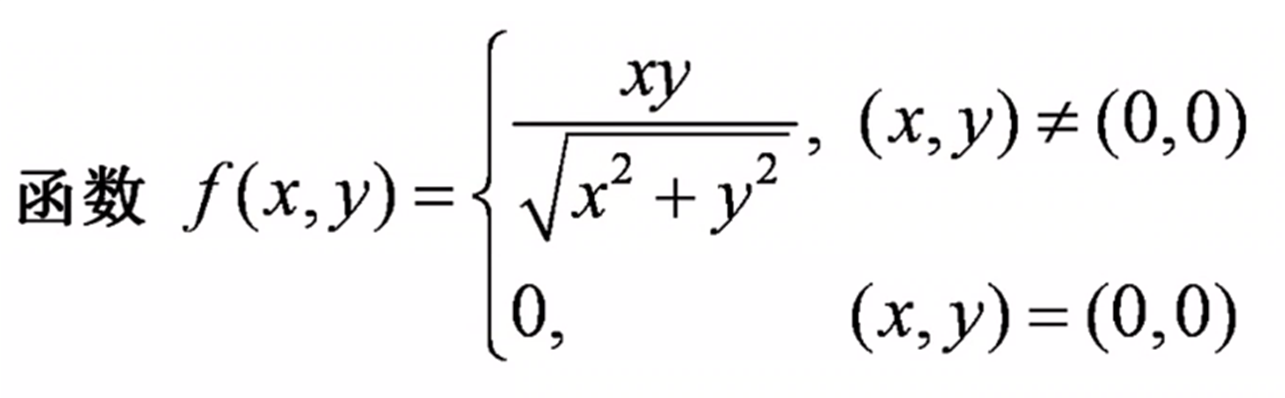 函数 f(x,y) = { xy / √(x² + y²), (x,y) ≠ (0,0)
0, (x,y) = (0,0)